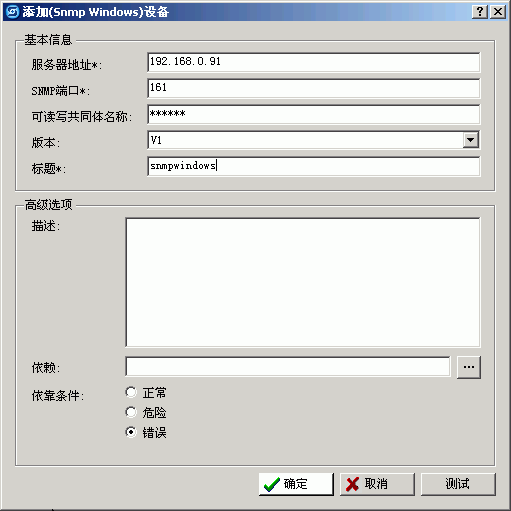 添加(Snmp Windows)设备
基本信息
服务器地址*: 192.168.0.91
SNMP端口*: 161
可读写共同体名称: ******
版本: V1
标题*: snmpwindows
高级选项
描述:
依赖: ...
依靠条件: 正常
危险
错误
确定 取消 测试